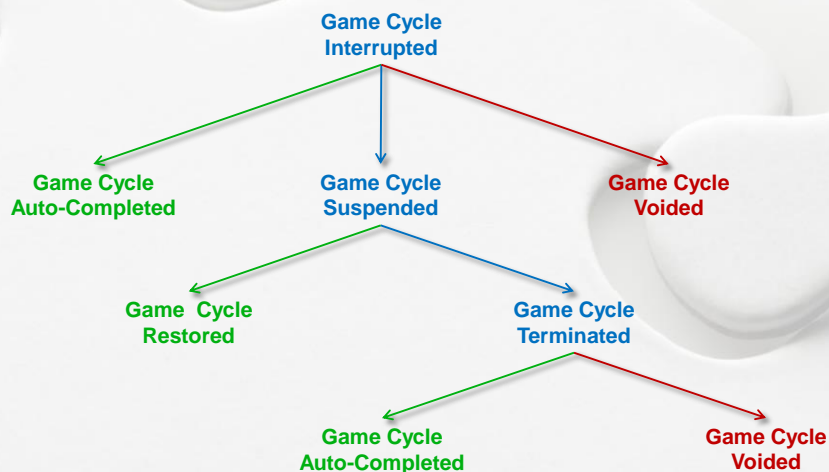 Game Cycle
Interrupted
Game Cycle
Auto-Completed
Game Cycle
Suspended
Game Cycle
Voided
Game Cycle
Restored
Game Cycle
Terminated
Game Cycle
Auto-Completed
Game Cycle
Voided